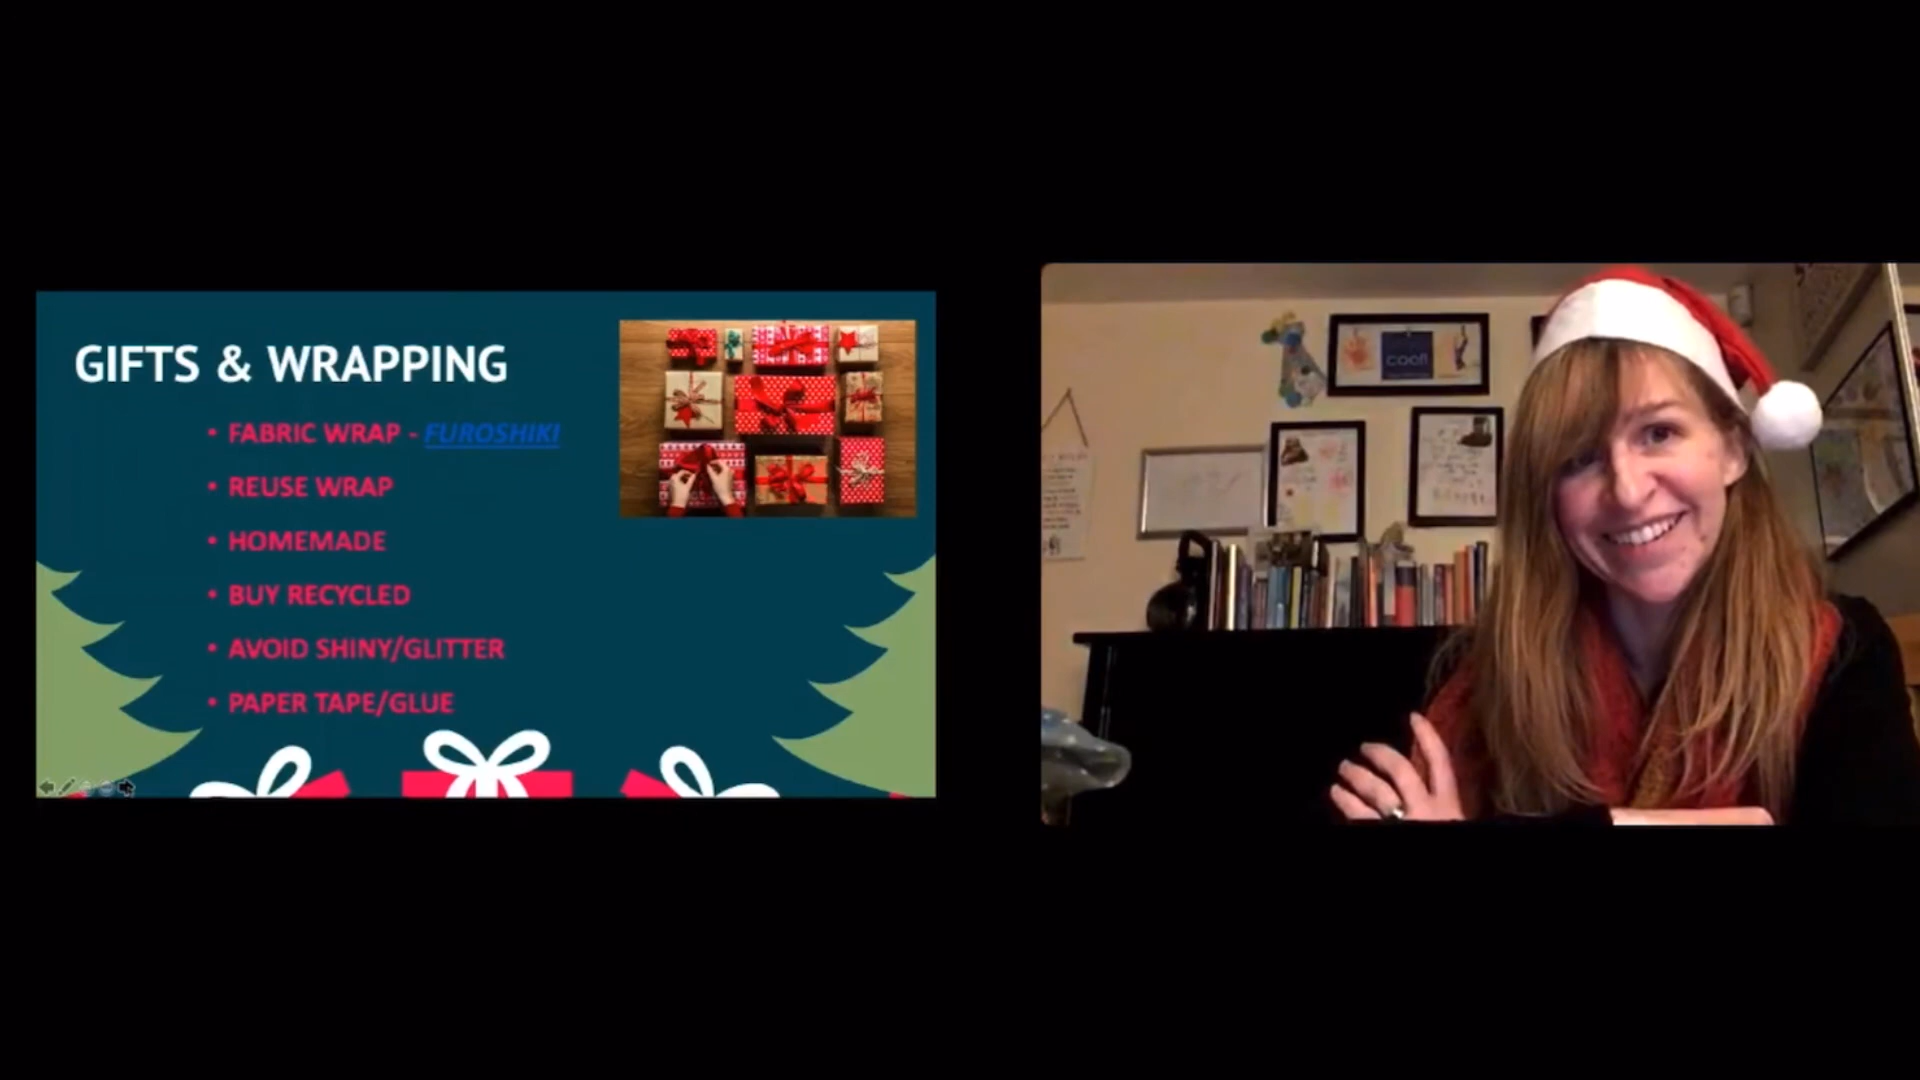 GIFTS & WRAPPING
• FABRIC WRAP - FUROSHIKI
• REUSE WRAP
• HOMEMADE
• BUY RECYCLED
• AVOID SHINY/GLITTER
• PAPER TAPE/GLUE